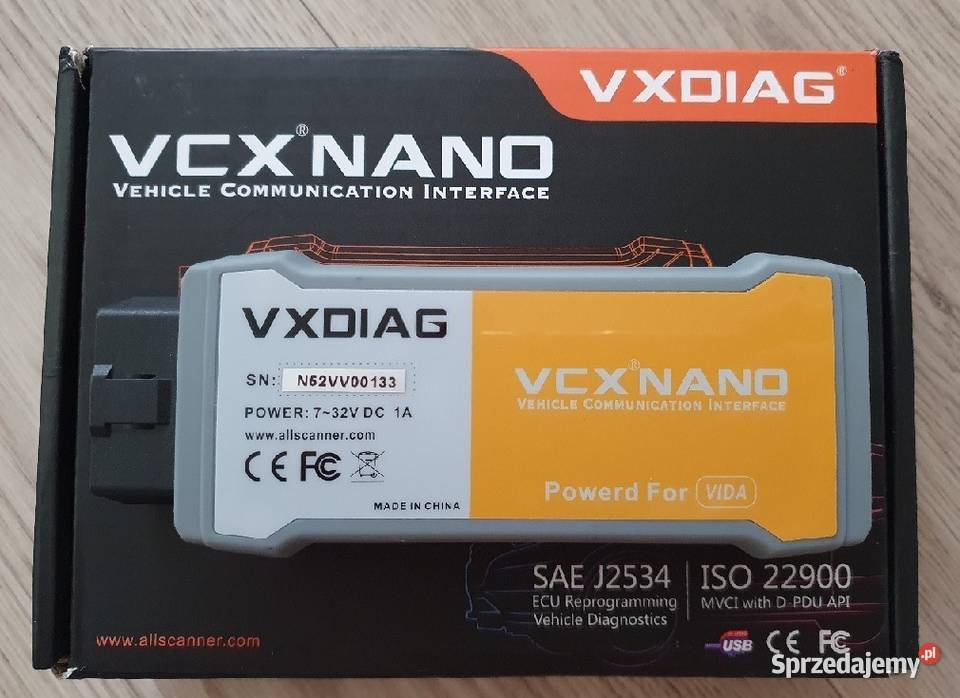 VXDIAG®
VCX®NANO
VEHICLE COMMUNICATION INTERFACE
VXDIAG
SN: N52VV00133
POWER: 7~32V DC 1A
www.allscanner.com
CE FC
MADE IN CHINA
VCX®NANO
VEHICLE COMMUNICATION INTERFACE
Powerd For VIDA
SAE J2534
ECU Reprogramming
Vehicle Diagnostics
ISO 22900
MVCI with D-PDU API
www.allscanner.com
USB CE FC
Sprzedajemy.pl